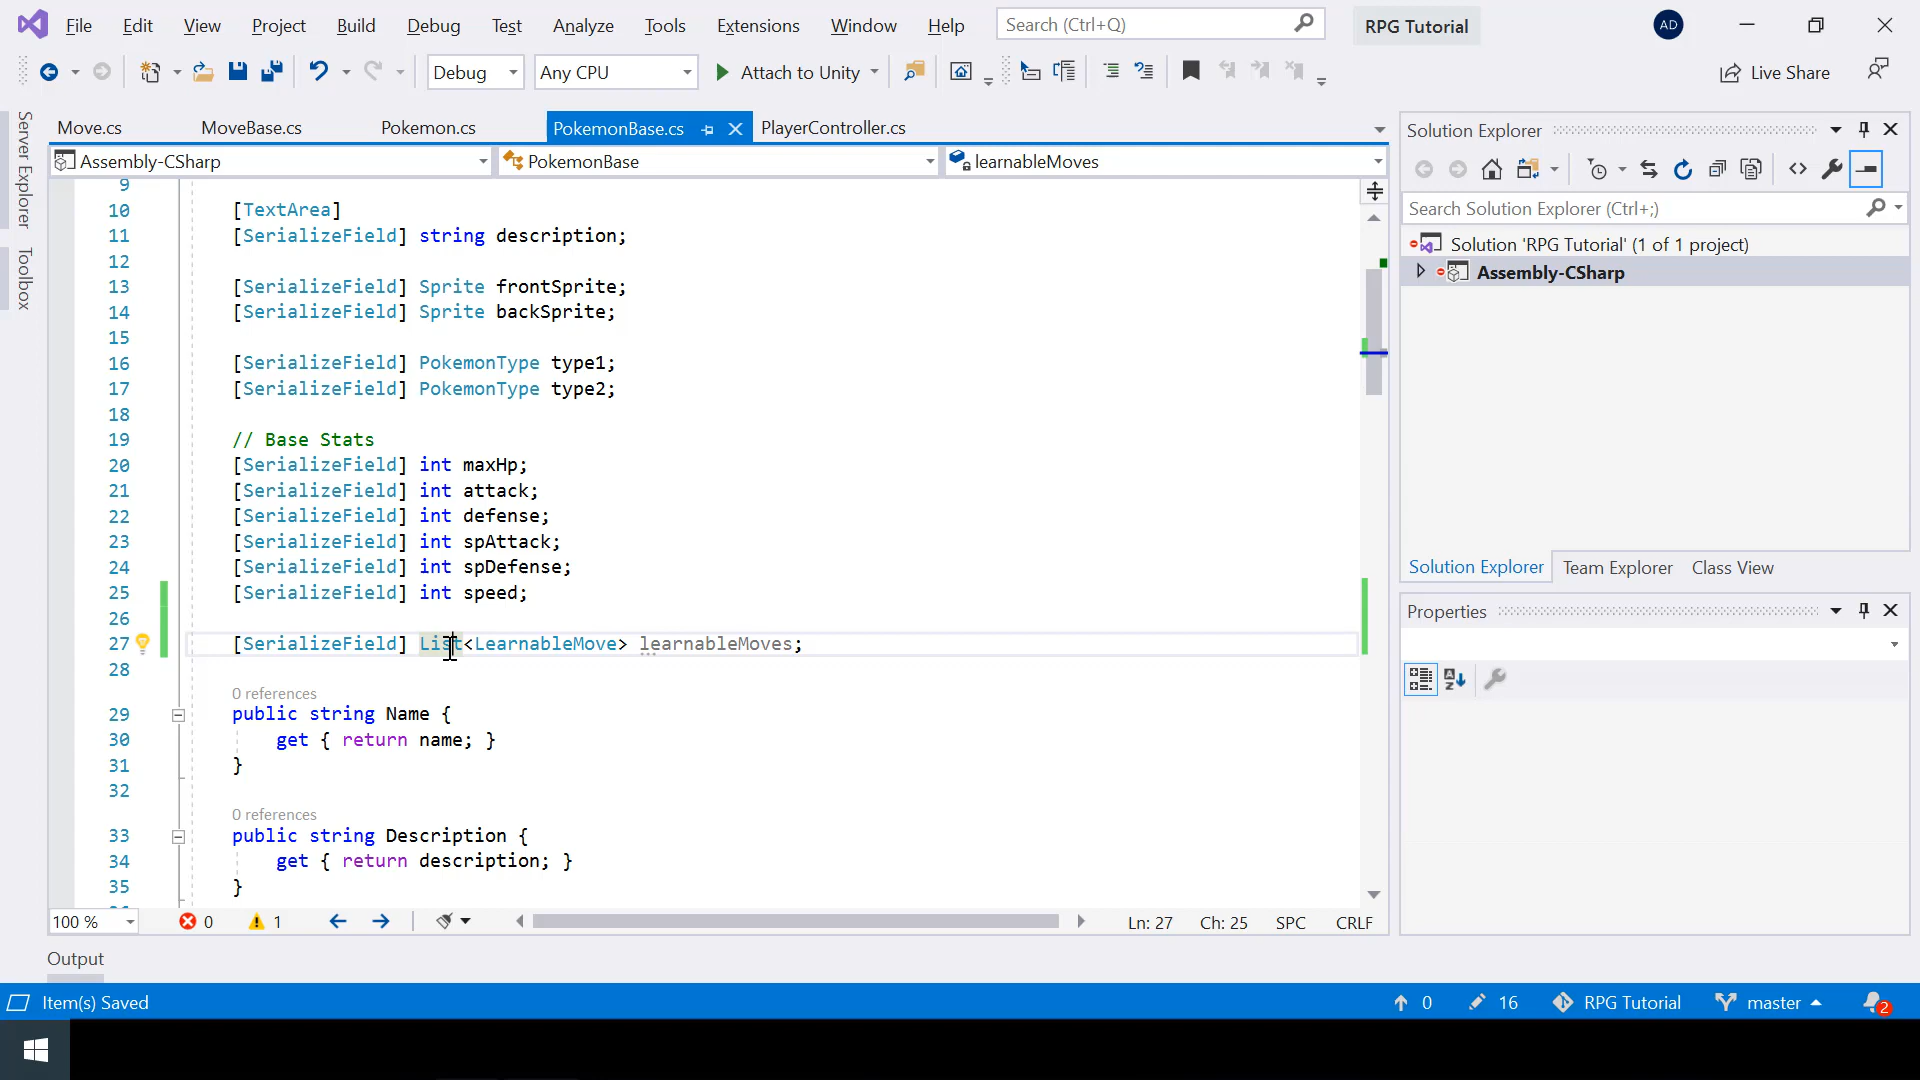 File Edit View Project Build Debug Test Analyze Tools Extensions Window Help Search (Ctrl+Q) RPG Tutorial AD
Debug Any CPU Attach to Unity Live Share
Server Explorer
Toolbox
Move.cs MoveBase.cs Pokemon.cs PokemonBase.cs PlayerController.cs
Assembly-CSharp PokemonBase learnableMoves
9
10 [TextArea]
11 [SerializeField] string description;
12
13 [SerializeField] Sprite frontSprite;
14 [SerializeField] Sprite backSprite;
15
16 [SerializeField] PokemonType type1;
17 [SerializeField] PokemonType type2;
18
19 // Base Stats
20 [SerializeField] int maxHp;
21 [SerializeField] int attack;
22 [SerializeField] int defense;
23 [SerializeField] int spAttack;
24 [SerializeField] int spDefense;
25 [SerializeField] int speed;
26
27 [SerializeField] List<LearnableMove> learnableMoves;
28
0 references
29 public string Name {
30 get { return name; }
31 }
32
0 references
33 public string Description {
34 get { return description; }
35 }
100 % 0 1 Ln: 27 Ch: 25 SPC CRLF
Solution Explorer
Search Solution Explorer (Ctrl+;)
Solution 'RPG Tutorial' (1 of 1 project)
Assembly-CSharp
Solution Explorer Team Explorer Class View
Properties
Output
Item(s) Saved 0 16 RPG Tutorial master 2